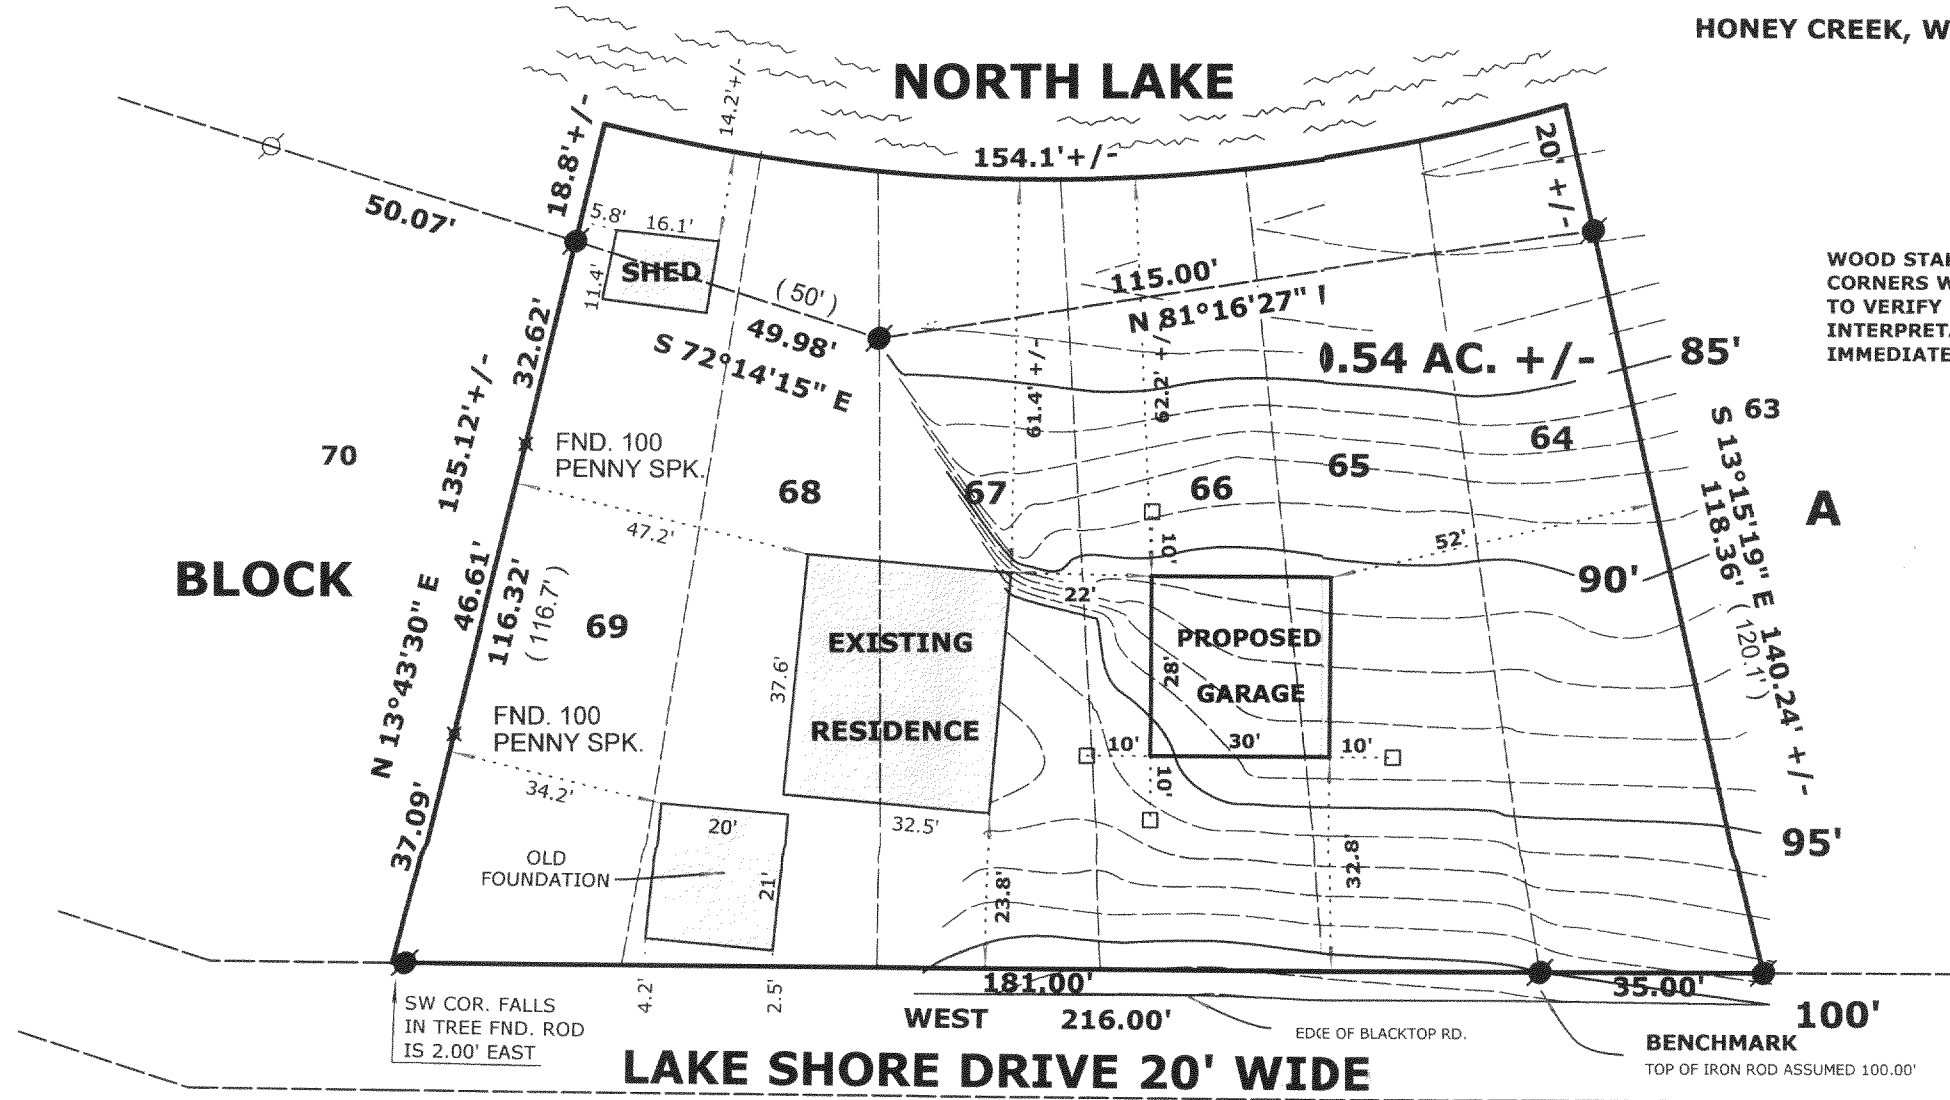 HONEY CREEK, W
NORTH LAKE
14.2'+/-
154.1'+/-
18.8'+/-
20' +/-
50.07'
5.8'
16.1'
11.4'
SHED
( 50' )
49.98'
S 72°14'15" E
115.00'
N 81°16'27"
WOOD STA
CORNERS W
TO VERIFY
INTERPRET
IMMEDIATE
0.54 AC. +/-
85'
32.62'
135.12'+/-
61.4' +/-
62.2' +/-
70
FND. 100
PENNY SPK.
68
67
66
65
64
63
A
S 13°15'19" E 140.24' +/-
118.36' ( 120.1' )
47.2'
10'
52'
90'
BLOCK
N 13°43'30" E
46.61'
116.32'
( 116.7' )
69
22'
EXISTING
RESIDENCE
37.6'
32.5'
PROPOSED
GARAGE
28'
30'
10'
10'
10'
FND. 100
PENNY SPK.
37.09'
34.2'
20'
21'
OLD
FOUNDATION
23.8'
32.8'
95'
4.2'
2.5'
181.00'
35.00'
SW COR. FALLS
IN TREE FND. ROD
IS 2.00' EAST
WEST 216.00'
EDGE OF BLACKTOP RD.
100'
BENCHMARK
TOP OF IRON ROD ASSUMED 100.00'
LAKE SHORE DRIVE 20' WIDE